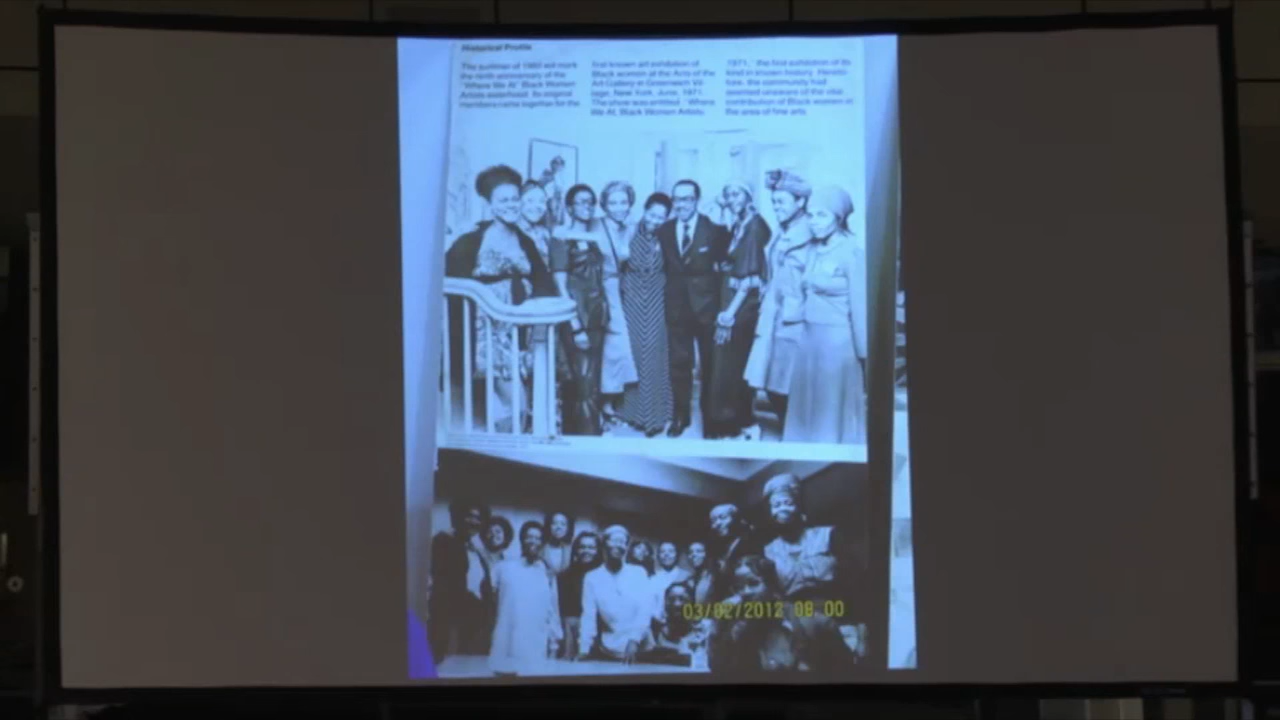 Historical Profile
The summer of 1980 will mark
the ninth anniversary of the
"Where We At" Black Women
Artists sisterhood. Its original
members came together for the
first known art exhibition of
Black women at the Acts of the
Art Gallery in Greenwich Vil-
lage, New York, June, 1971.
The show was entitled "Where
We At, Black Women Artists:
1971," the first exhibition of its
kind in known history. Hereto-
fore, the community had
seemed unaware of the vital
contribution of Black women in
the area of fine arts.
03/02/2012 08:00